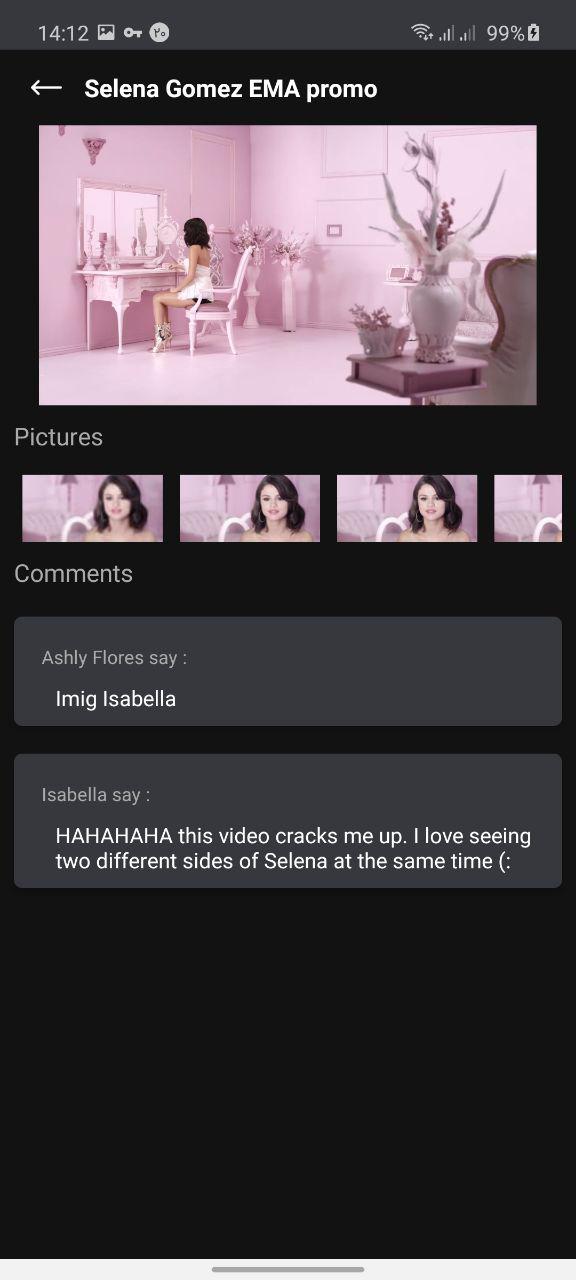 14:12 ۲۰ 99%
Selena Gomez EMA promo
Pictures
Comments
Ashly Flores say :
Imig Isabella
Isabella say :
HAHAHAHA this video cracks me up. I love seeing
two different sides of Selena at the same time (: